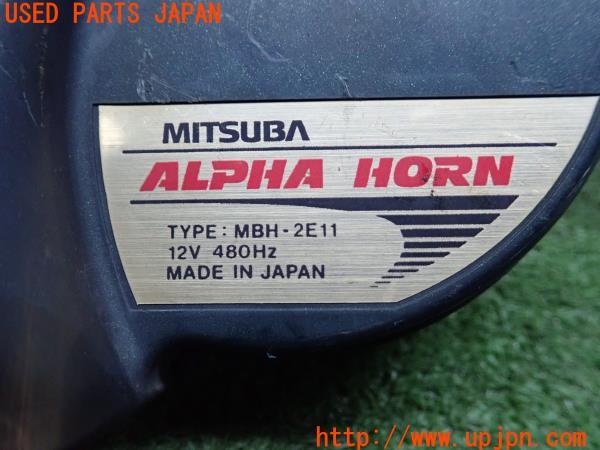 USED PARTS JAPAN
MITSUBA
ALPHA HORN
TYPE: MBH-2E11
12V 480Hz
MADE IN JAPAN
http://www.upjpn.com/